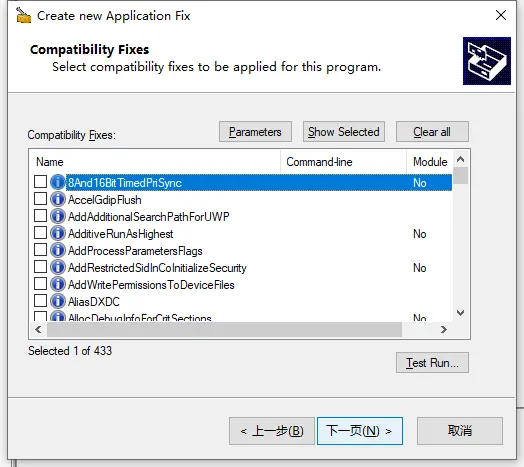 Create new Application Fix
Compatibility Fixes
Select compatibility fixes to be applied for this program.
Compatibility Fixes:
Parameters
Show Selected
Clear all
Name Command-line Module
8And16BitTimedPriSync No
AccelGdipFlush
AddAdditionalSearchPathForUWP
AdditiveRunAsHighest No
AddProcessParametersFlags
AddRestrictedSidInCoInitializeSecurity No
AddWritePermissionsToDeviceFiles
AliasDXDC
AllocDebugInfoForCritSections No
Selected 1 of 433
Test Run...
< 上一步(B)
下一页(N) >
取消